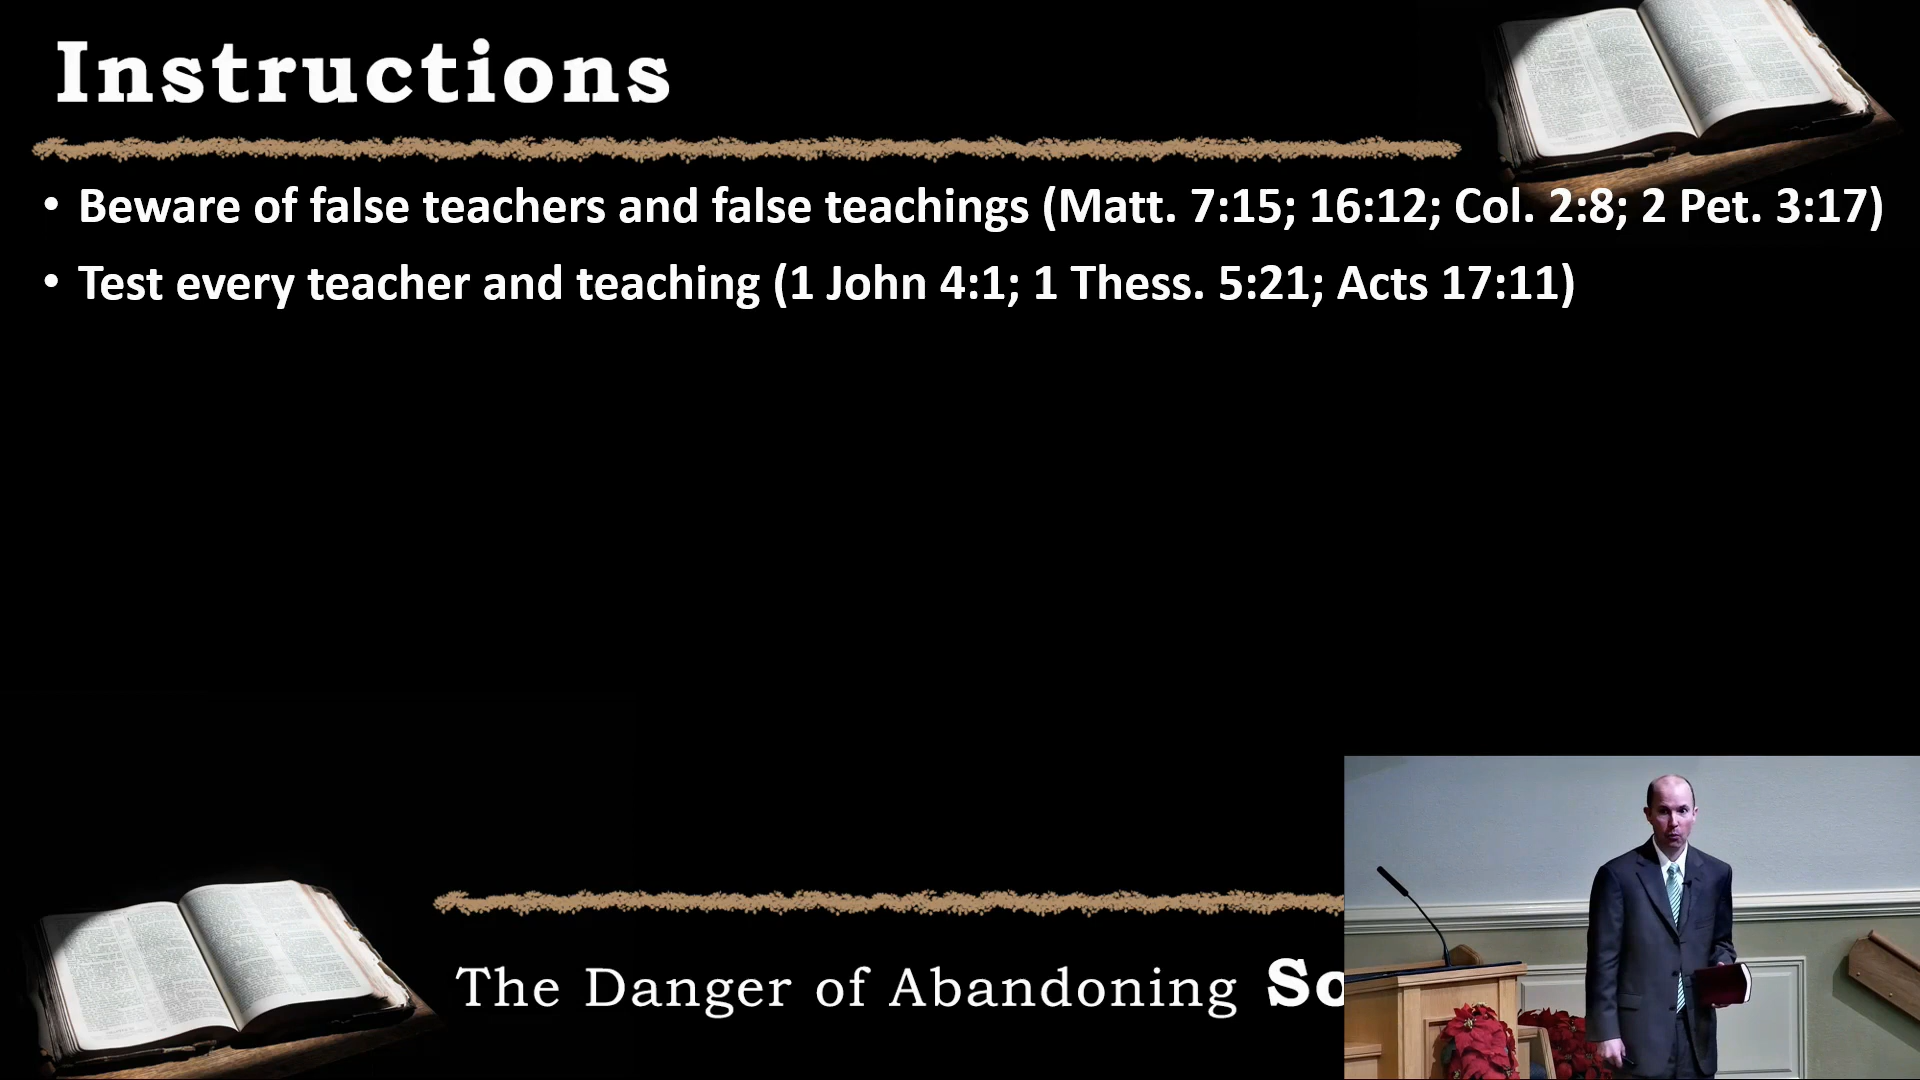 Instructions
• Beware of false teachers and false teachings (Matt. 7:15; 16:12; Col. 2:8; 2 Pet. 3:17)
• Test every teacher and teaching (1 John 4:1; 1 Thess. 5:21; Acts 17:11)
The Danger of Abandoning So